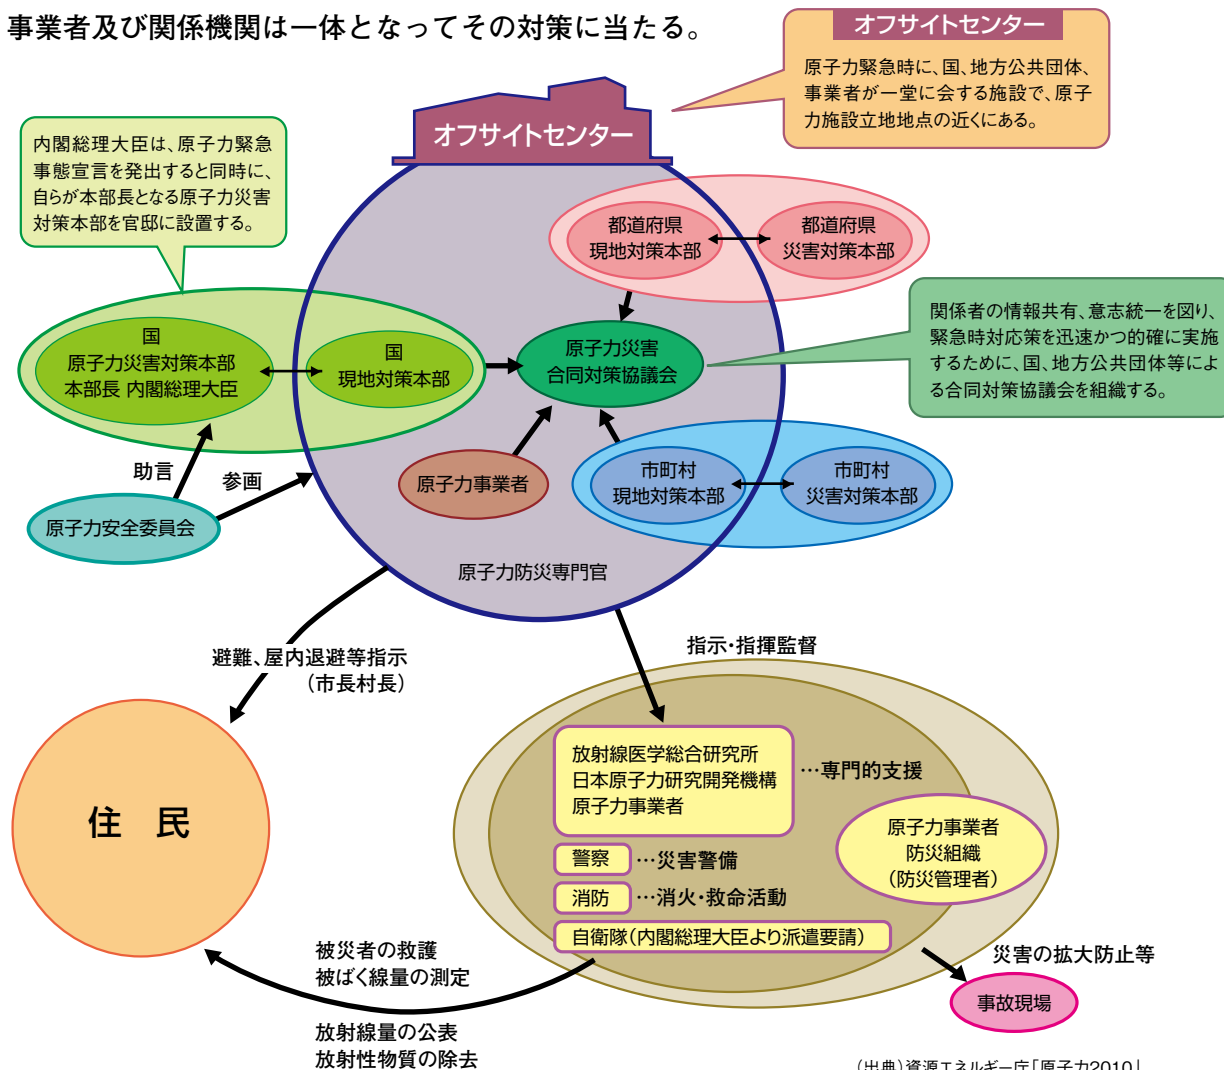 事業者及び関係機関は一体となってその対策に当たる。
オフサイトセンター
原子力緊急時に、国、地方公共団体、
事業者が一堂に会する施設で、原子
力施設立地地点の近くにある。
オフサイトセンター
内閣総理大臣は、原子力緊急
事態宣言を発出すると同時に、
自らが本部長となる原子力災害
対策本部を官邸に設置する。
都道府県
現地対策本部
都道府県
災害対策本部
関係者の情報共有、意志統一を図り、
緊急時対応策を迅速かつ的確に実施
するために、国、地方公共団体等によ
る合同対策協議会を組織する。
国
原子力災害対策本部
本部長 内閣総理大臣
国
現地対策本部
原子力災害
合同対策協議会
助言
参画
原子力事業者
市町村
現地対策本部
市町村
災害対策本部
原子力安全委員会
原子力防災専門官
避難、屋内退避等指示
(市長村長)
指示・指揮監督
住 民
放射線医学総合研究所
日本原子力研究開発機構
原子力事業者
…専門的支援
原子力事業者
防災組織
(防災管理者)
警察 …災害警備
消防 …消火・救命活動
自衛隊(内閣総理大臣より派遣要請)
被災者の救護
被ばく線量の測定
放射線量の公表
放射性物質の除去
災害の拡大防止等
事故現場
(出典)資源エネルギー庁「原子力2010」